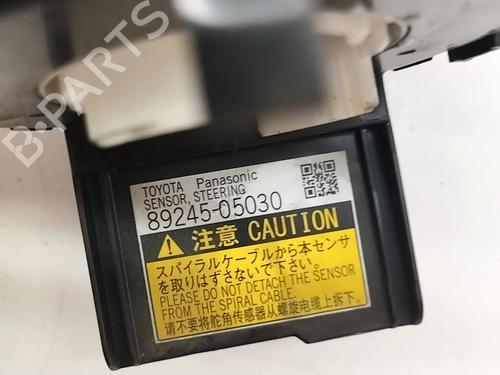 B-PARTS
TOYOTA Panasonic
SENSOR, STEERING
89245-05030
注意 CAUTION
スパイラルケーブルから本センサ
を取りはずさないで下さい。
PLEASE DO NOT DETACH THE SENSOR
FROM THE SPIRAL CABLE.
请不要将舵角传感器从螺旋电缆上拆下。